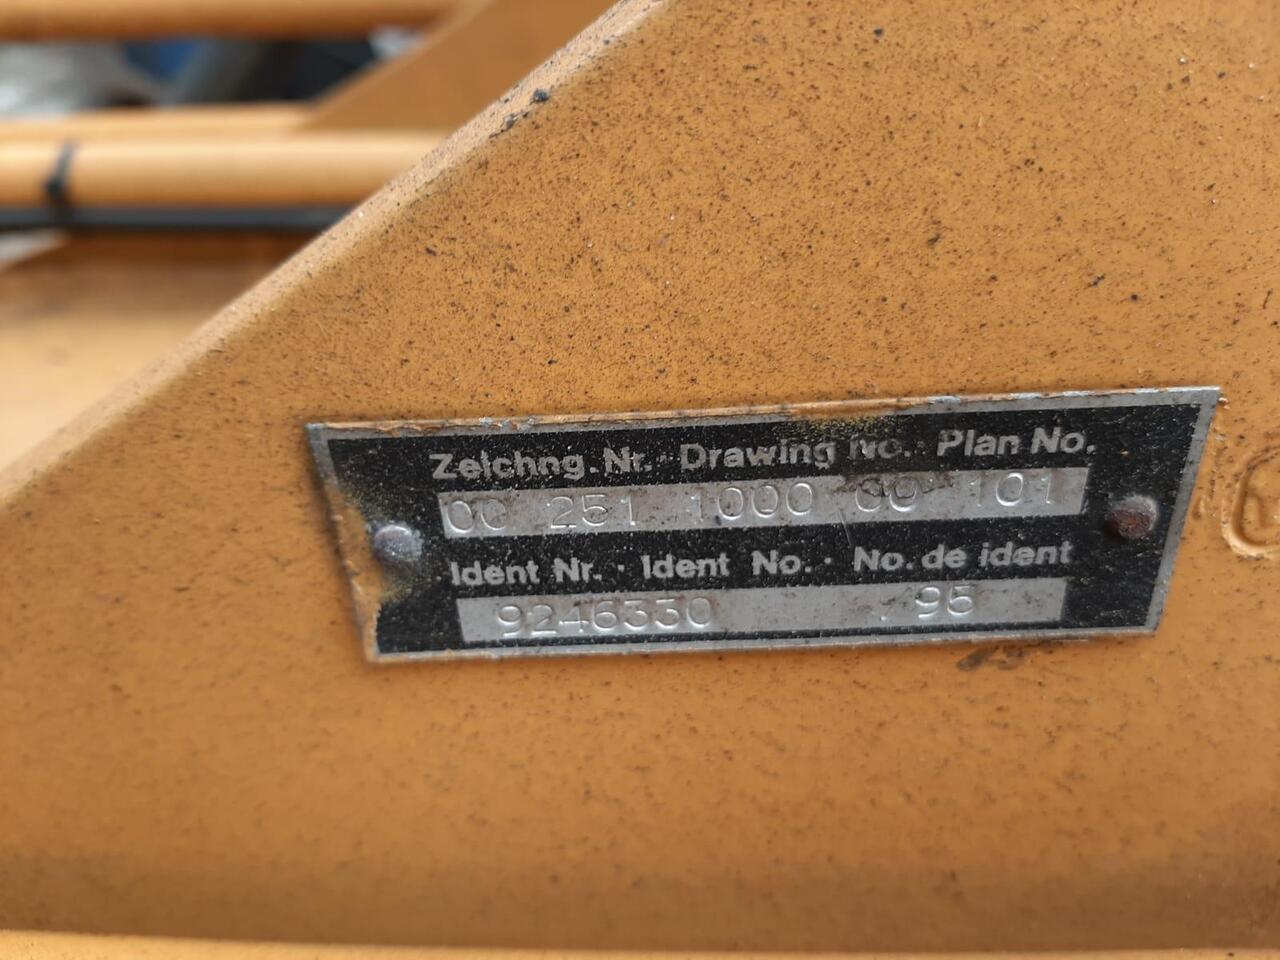 Zeichng. Nr. · Drawing No. · Plan No.
00 251 1000 00 101
Ident Nr. · Ident No. · No. de ident
9246330 , 95